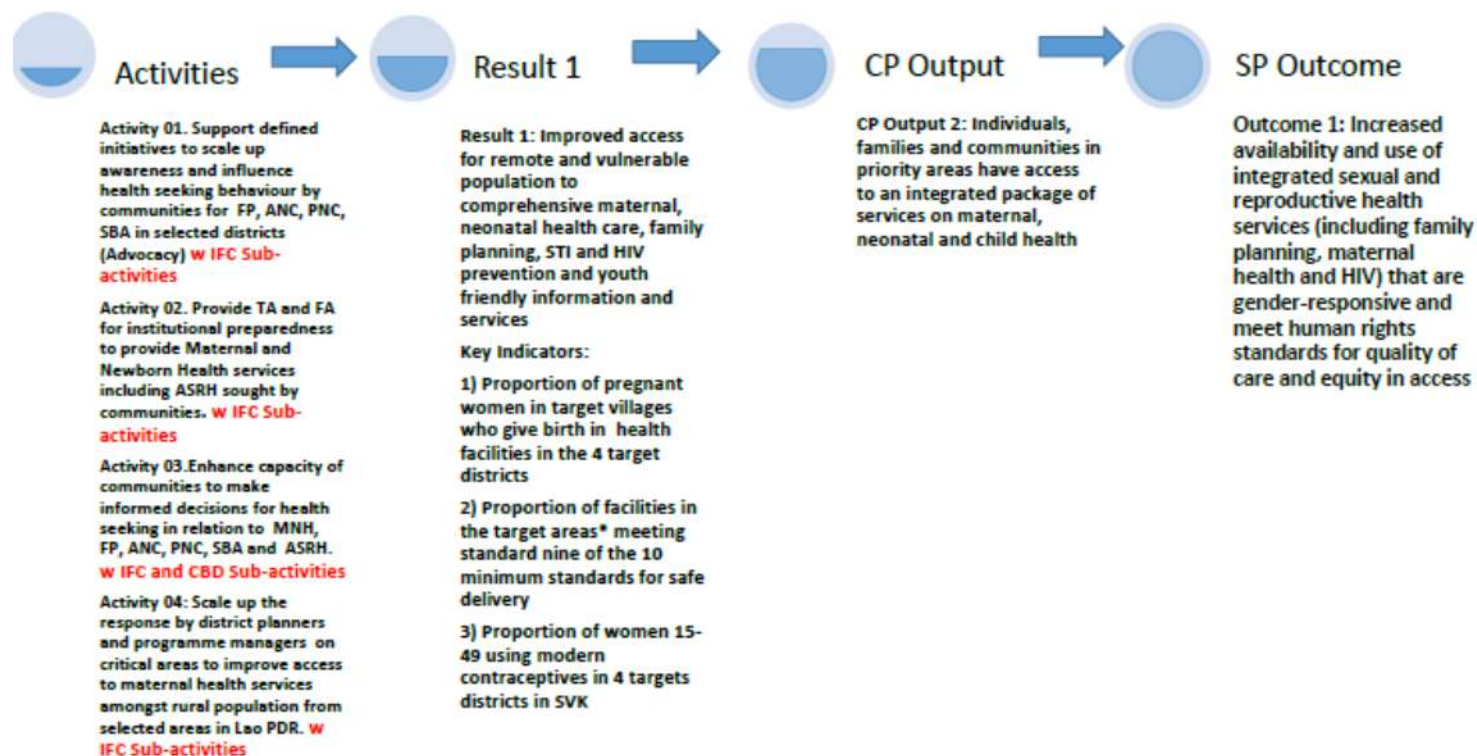 Activities
Activity 01. Support defined
initiatives to scale up
awareness and influence
health seeking behaviour by
communities for FP, ANC, PNC,
SBA in selected districts
(Advocacy) w IFC Sub-
activities
Activity 02. Provide TA and FA
for institutional preparedness
to provide Maternal and
Newborn Health services
including ASRH sought by
communities. w IFC Sub-
activities
Activity 03.Enhance capacity of
communities to make
informed decisions for health
seeking in relation to MNH,
FP, ANC, PNC, SBA and ASRH.
w IFC and CBD Sub-activities
Activity 04: Scale up the
response by district planners
and programme managers on
critical areas to improve access
to maternal health services
amongst rural population from
selected areas in Lao PDR. w
IFC Sub-activities
Result 1
Result 1: Improved access
for remote and vulnerable
population to
comprehensive maternal,
neonatal health care, family
planning, STI and HIV
prevention and youth
friendly information and
services
Key Indicators:
1) Proportion of pregnant
women in target villages
who give birth in health
facilities in the 4 target
districts
2) Proportion of facilities in
the target areas* meeting
standard nine of the 10
minimum standards for safe
delivery
3) Proportion of women 15-
49 using modern
contraceptives in 4 targets
districts in SVK
CP Output
CP Output 2: Individuals,
families and communities in
priority areas have access
to an integrated package of
services on maternal,
neonatal and child health
SP Outcome
Outcome 1: Increased
availability and use of
integrated sexual and
reproductive health
services (including family
planning, maternal
health and HIV) that are
gender-responsive and
meet human rights
standards for quality of
care and equity in access